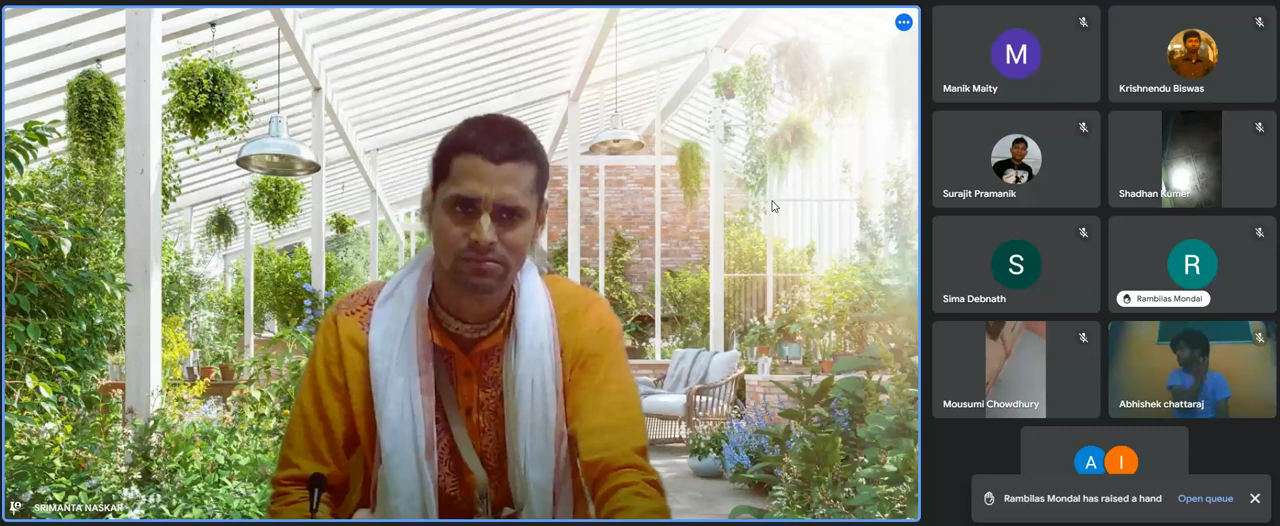 SRIMANTA NASKAR
M
Manik Maity
Krishnendu Biswas
Surajit Pramanik
Shadhan Kumer
S
Sima Debnath
R
Rambilas Mondal
Mousumi Chowdhury
Abhishek chattaraj
A I
Rambilas Mondal has raised a hand Open queue